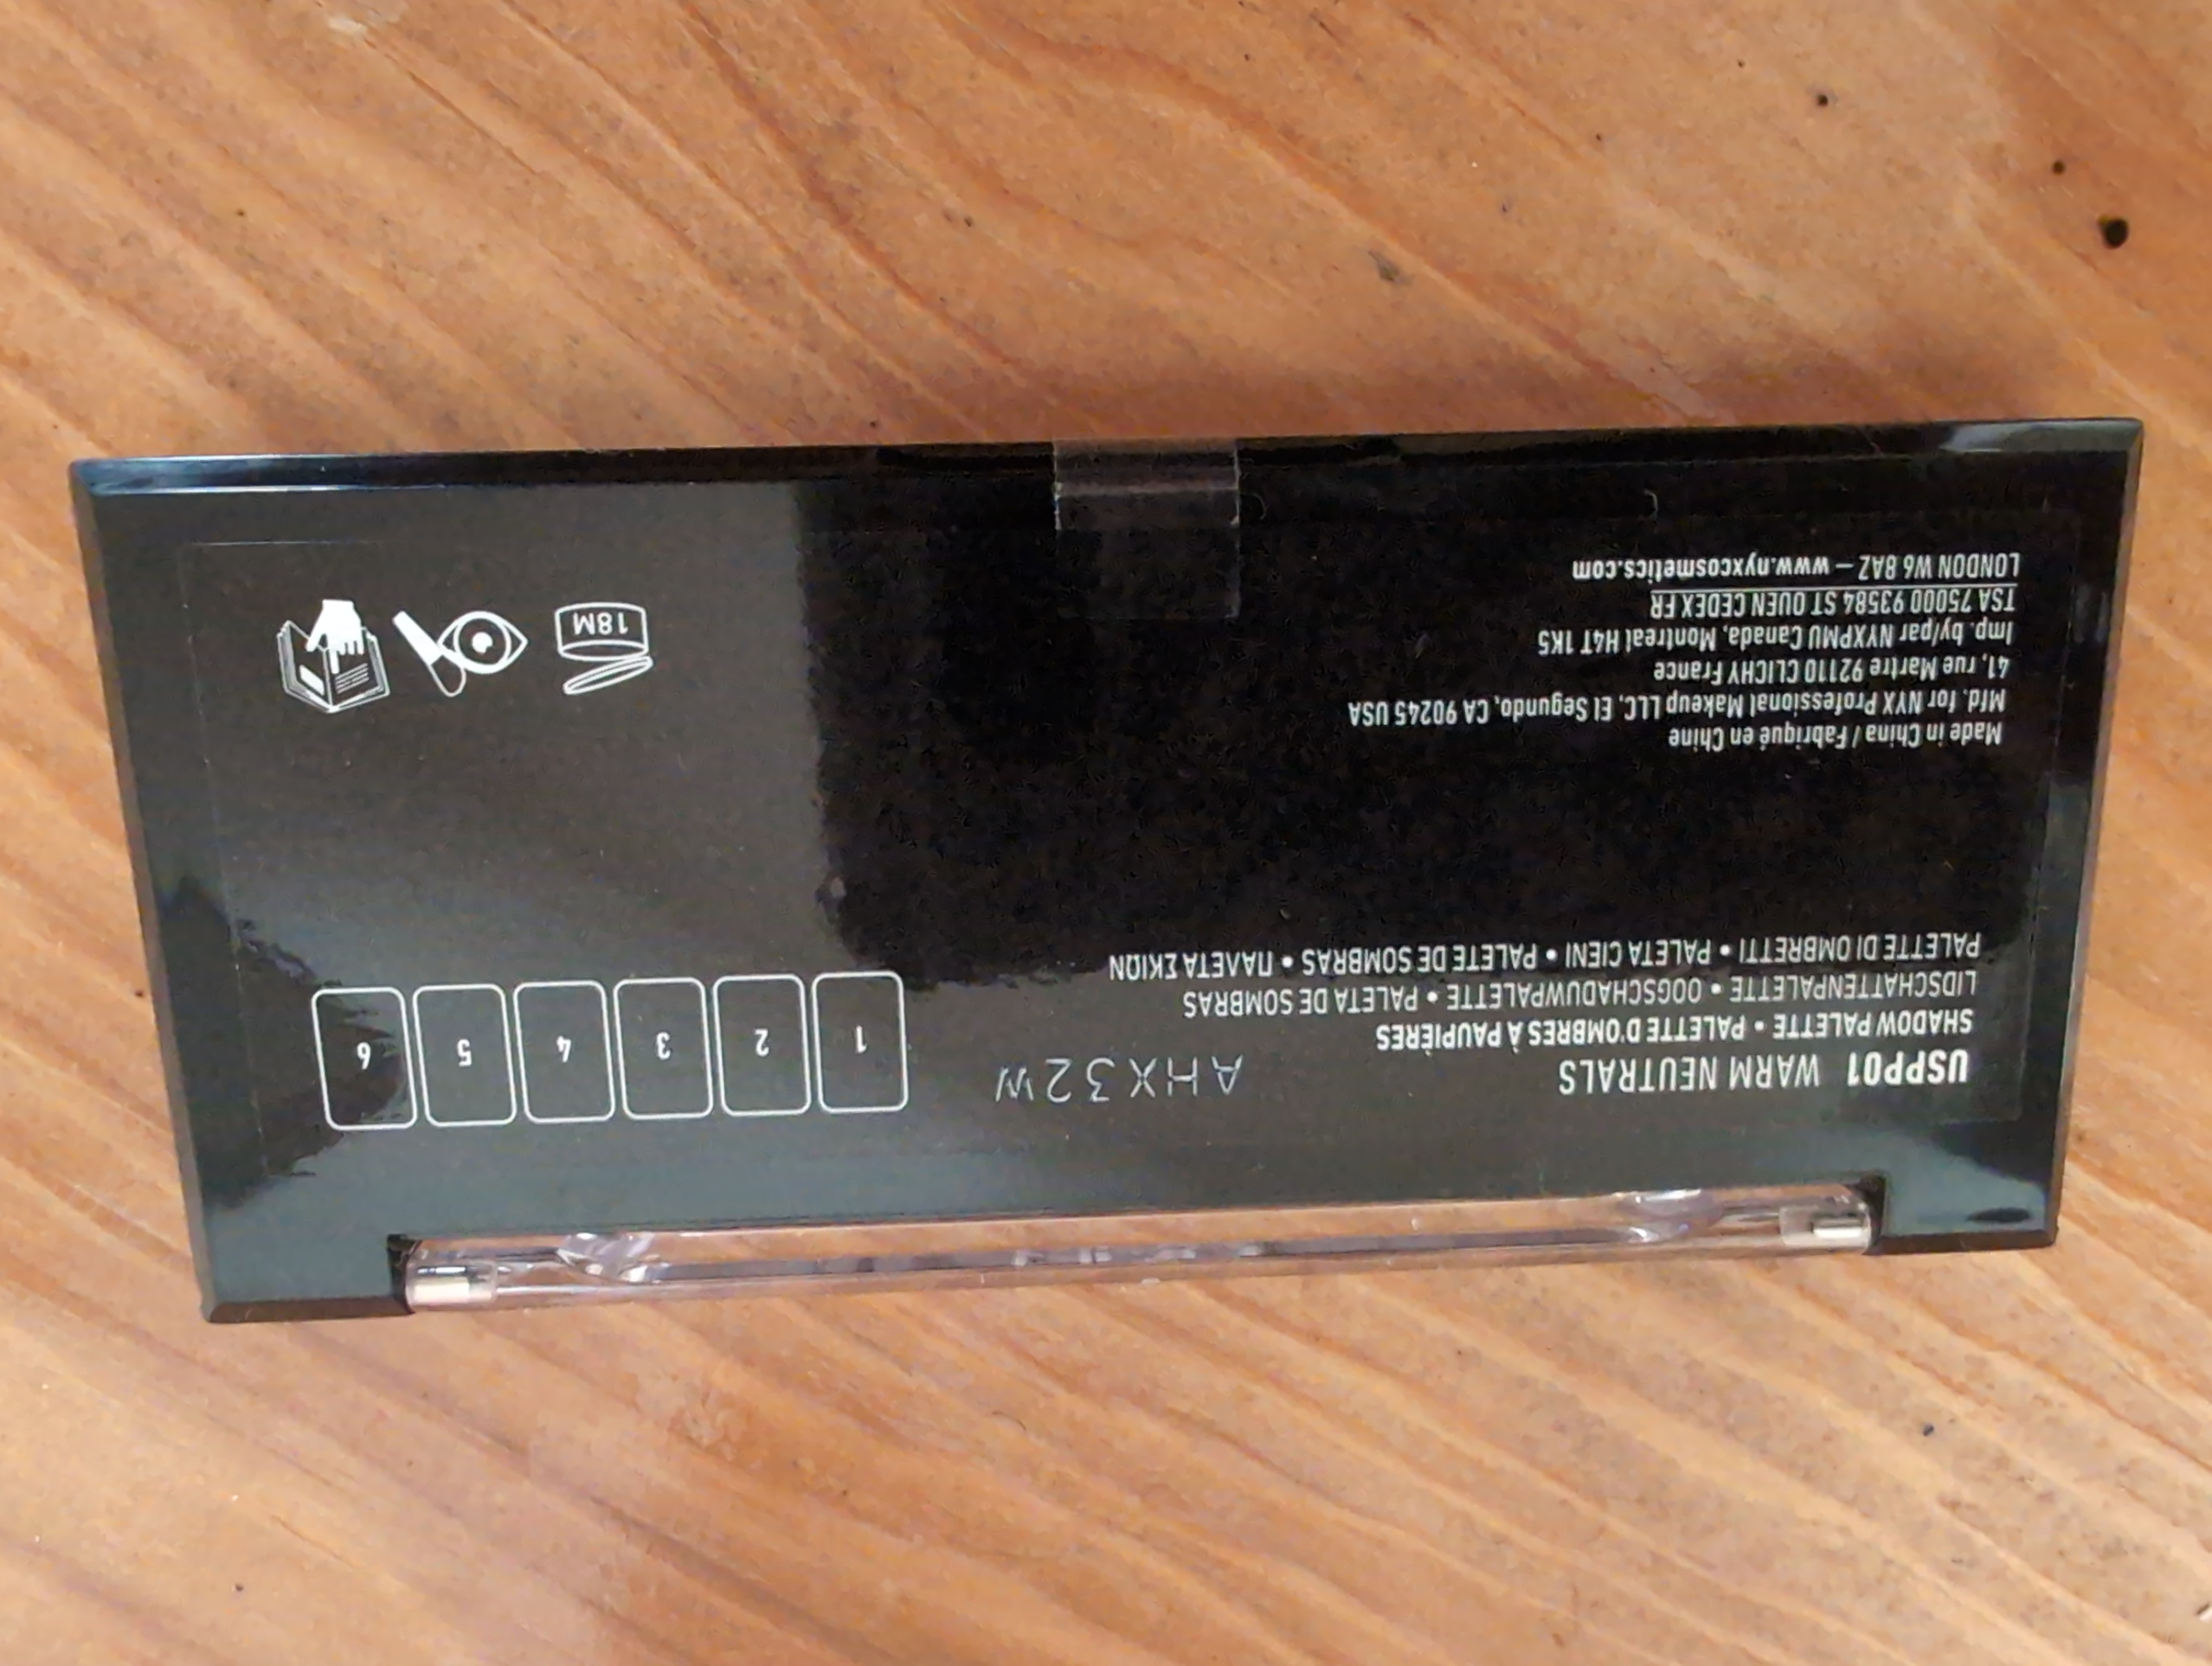 USPP01 WARM NEUTRALS
SHADOW PALETTE • PALETTE D'OMBRES À PAUPIÈRES
LIDSCHATTENPALETTE • OOGSCHADUWPALETTE • PALETA DE SOMBRAS
PALETTE DI OMBRETTI • PALETA CIENI • PALETE DE SOMBRAS • ΠΑΛΕΤΑ ΣΚΙΩΝ
AHX32W
1 2 3 4 5 6
Made in China / Fabriqué en Chine
Mfd. for NYX Professional Makeup LLC, El Segundo, CA 90245 USA
41, rue Martre 92110 CLICHY France
Imp. by/par NYXPMU Canada, Montreal H4T 1K5
TSA 75000 93584 ST OUEN CEDEX FR
LONDON W6 8AZ – www.nyxcosmetics.com
18M